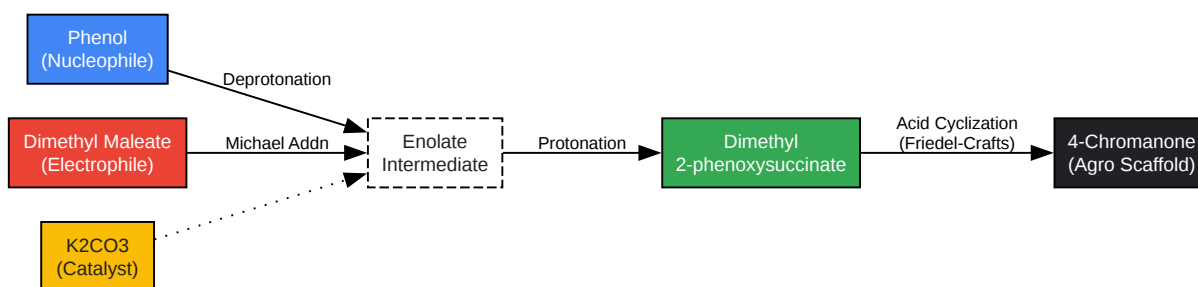 Phenol
(Nucleophile)
Deprotonation
Dimethyl Maleate
(Electrophile)
Michael Addn
Enolate
Intermediate
Protonation
Dimethyl
2-phenoxysuccinate
Acid Cyclization
(Friedel-Crafts)
4-Chromanone
(Agro Scaffold)
K2CO3
(Catalyst)